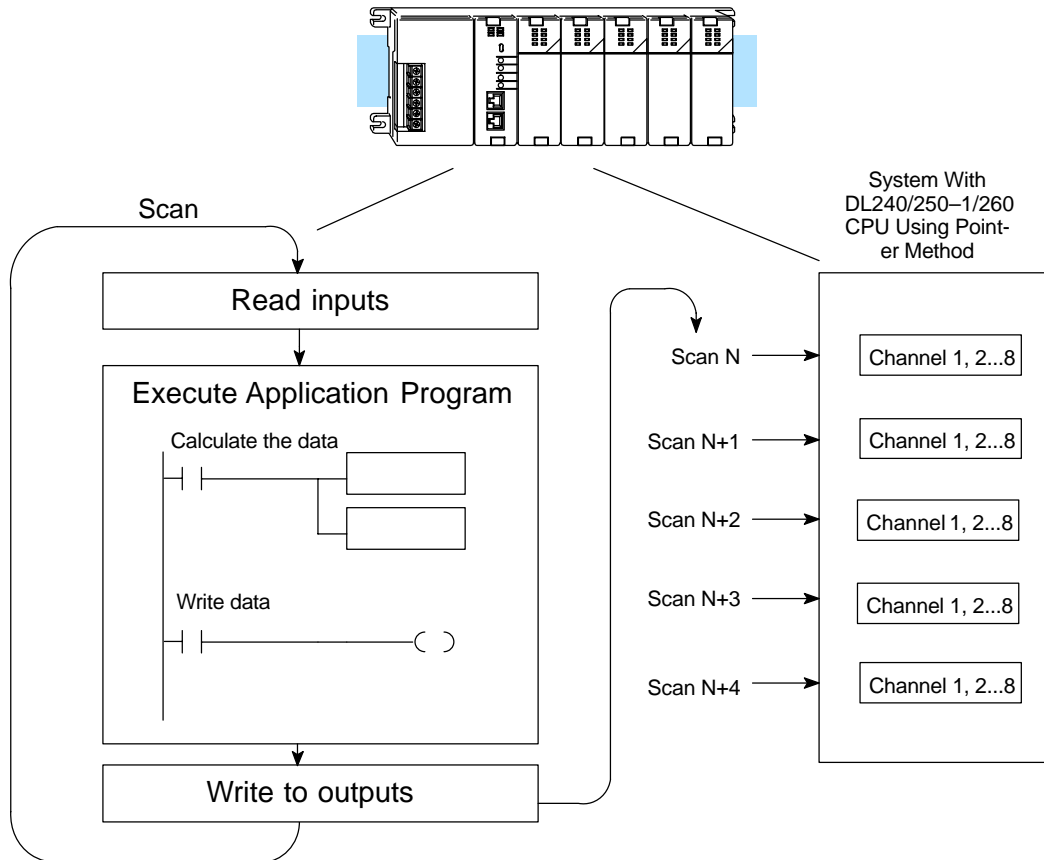 System With
DL240/250–1/260
CPU Using Point-
er Method
Scan
Read inputs
Execute Application Program
Calculate the data
Write data
Write to outputs
Scan N
Channel 1, 2...8
Scan N+1
Channel 1, 2...8
Scan N+2
Channel 1, 2...8
Scan N+3
Channel 1, 2...8
Scan N+4
Channel 1, 2...8